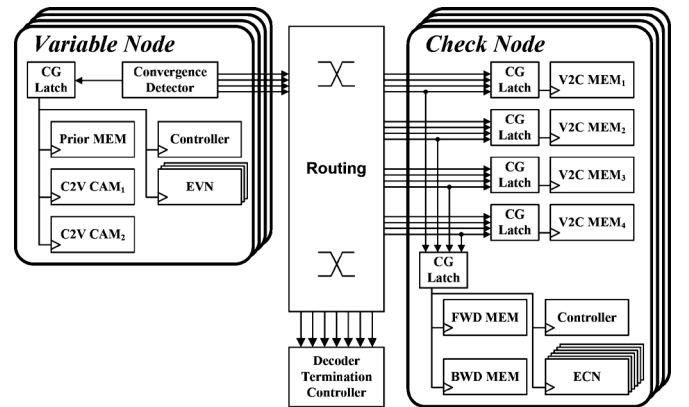 Variable Node
CG
Latch
Convergence
Detector
Prior MEM
Controller
C2V CAM₁
EVN
C2V CAM₂
Routing
Decoder
Termination
Controller
Check Node
CG
Latch
V2C MEM₁
CG
Latch
V2C MEM₂
CG
Latch
V2C MEM₃
CG
Latch
V2C MEM₄
CG
Latch
FWD MEM
Controller
BWD MEM
ECN